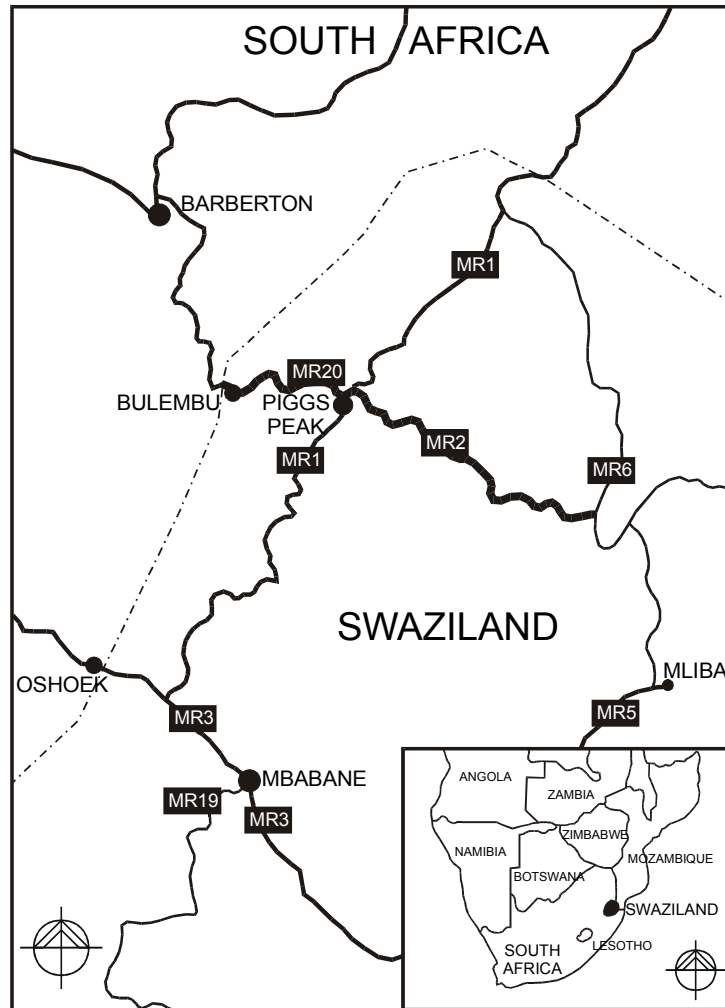 SOUTH AFRICA
BARBERTON
MR1
MR20
BULEMBU
PIGGS
PEAK
MR2
MR1
MR6
SWAZILAND
OSHOEK
MLIBA
MR3
MR5
MBABANE
MR19
MR3
ANGOLA
ZAMBIA
ZIMBABWE
NAMIBIA
MOZAMBIQUE
BOTSWANA
SWAZILAND
SOUTH
AFRICA
LESOTHO